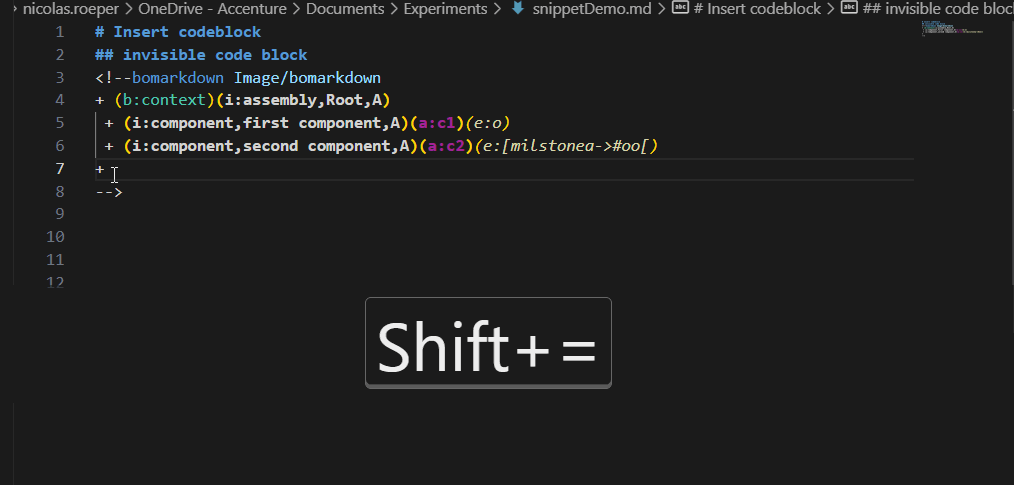 nicolas.roeper > OneDrive - Accenture > Documents > Experiments > snippetDemo.md > # Insert codeblock > ## invisible code bloc
1 # Insert codeblock
2 ## invisible code block
3 <!--bomarkdown Image/bomarkdown
4 + (b:context)(i:assembly,Root,A)
5 + (i:component,first component,A)(a:c1)(e:o)
6 + (i:component,second component,A)(a:c2)(e:[milstonea->#oo[)
7 +
8 -->
9
10
11
12
Shift+=